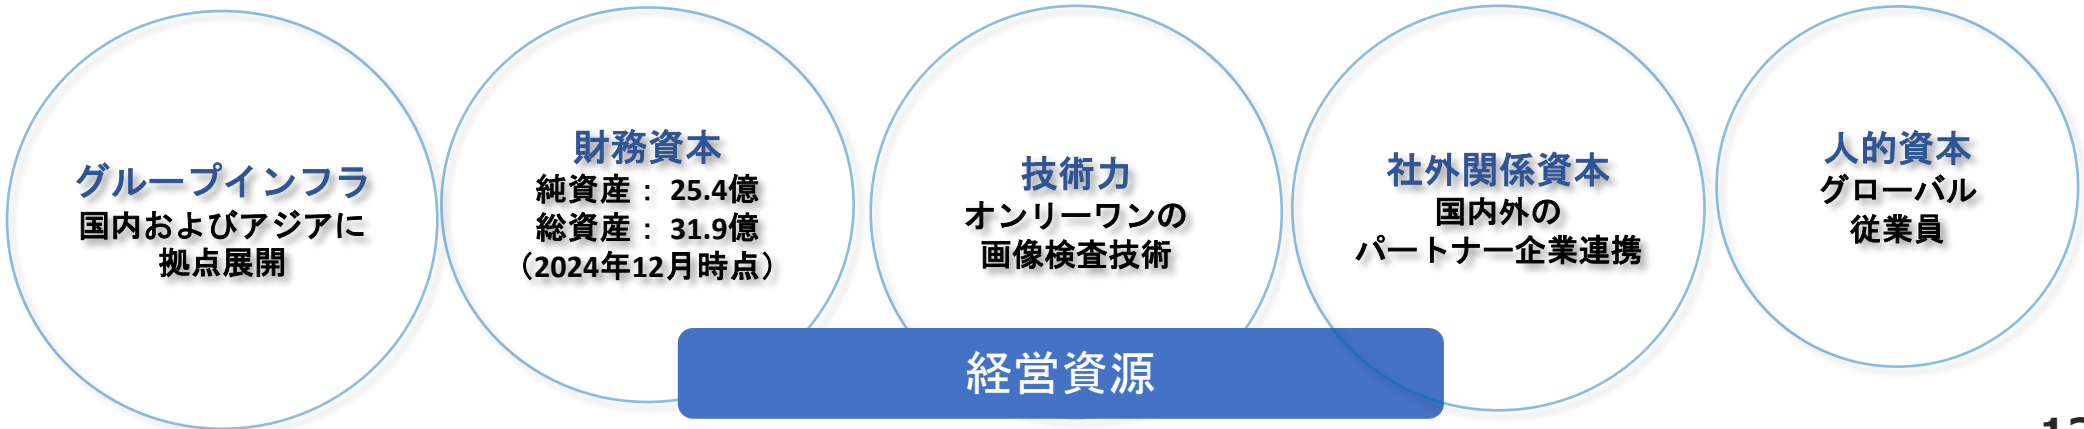 グループインフラ
国内およびアジアに
拠点展開
財務資本
純資産： 25.4億
総資産： 31.9億
（2024年12月時点）
技術力
オンリーワンの
画像検査技術
社外関係資本
国内外の
パートナー企業連携
人的資本
グローバル
従業員
経営資源